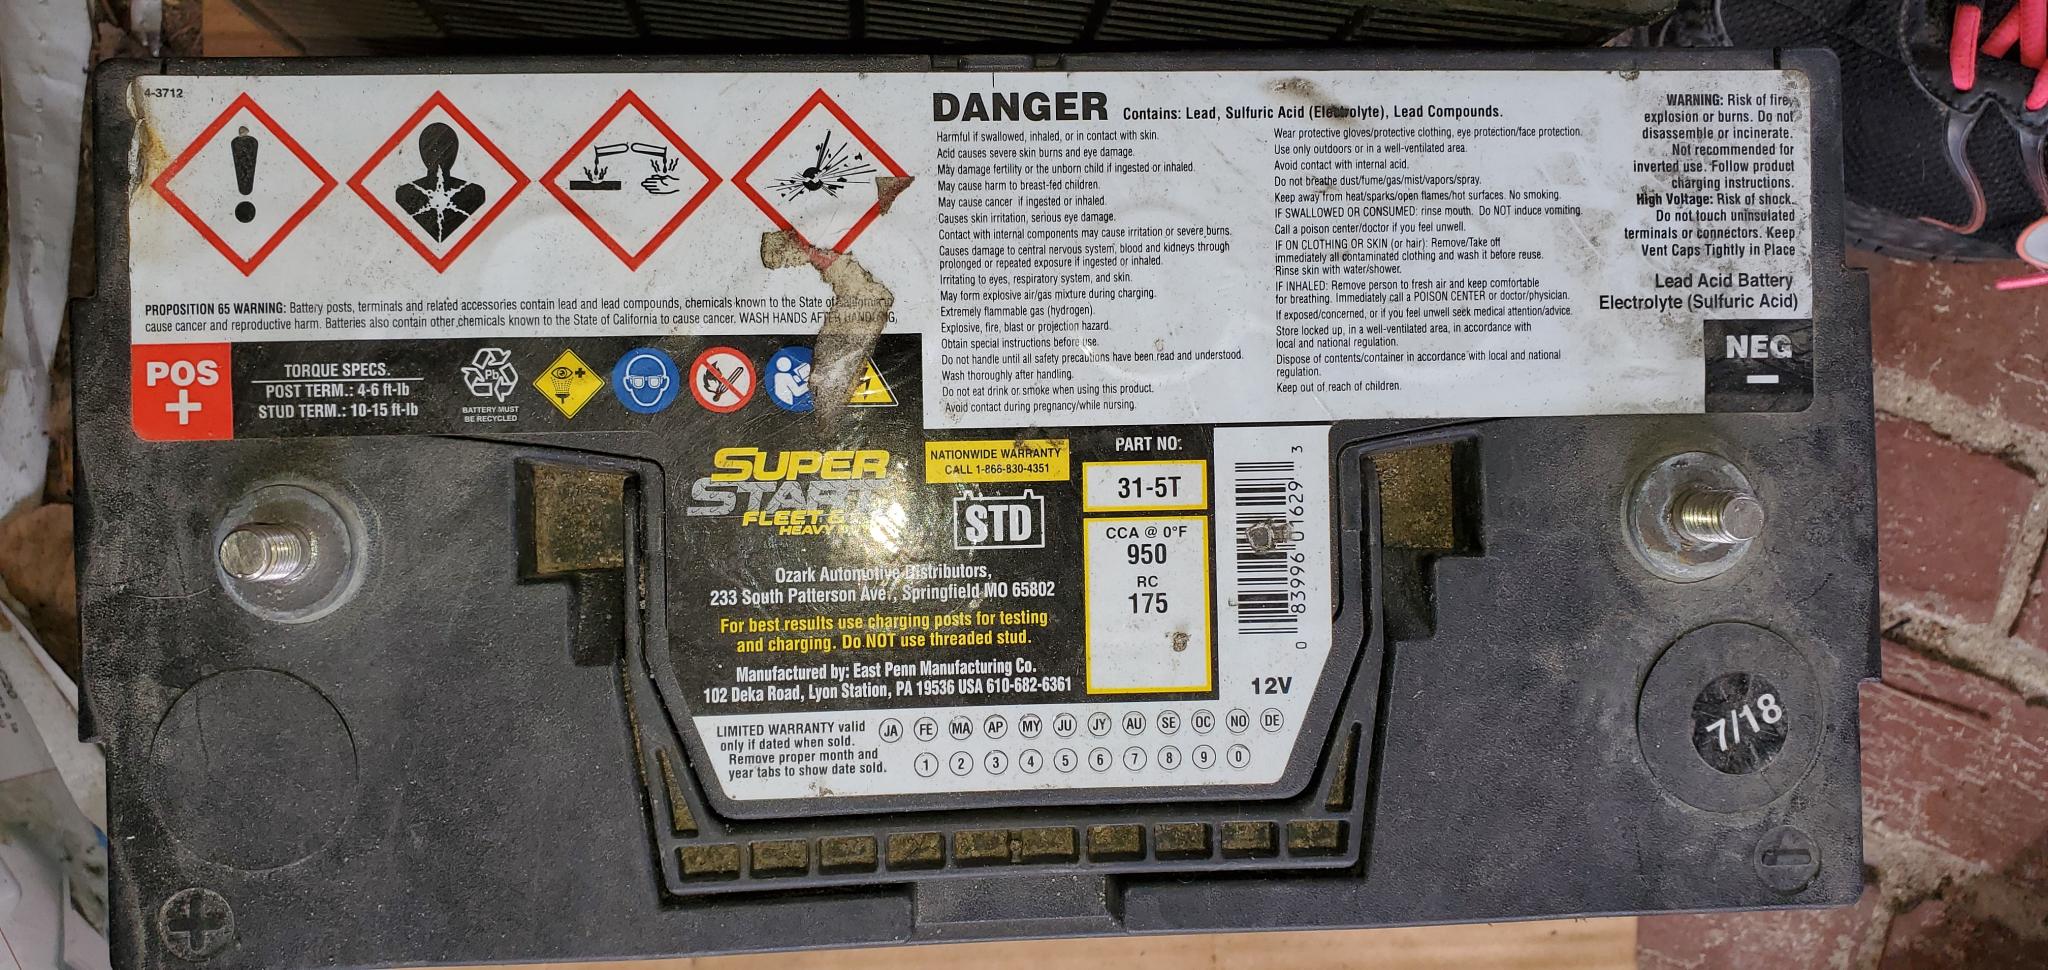 4-3712
DANGER Contains: Lead, Sulfuric Acid (Electrolyte), Lead Compounds.
Harmful if swallowed, inhaled, or in contact with skin.
Acid causes severe skin burns and eye damage.
May damage fertility or the unborn child if ingested or inhaled.
May cause harm to breast-fed children.
May cause cancer if ingested or inhaled.
Causes skin irritation, serious eye damage.
Contact with internal components may cause irritation or severe burns.
Causes damage to central nervous system, blood and kidneys through
prolonged or repeated exposure if ingested or inhaled.
Irritating to eyes, respiratory system, and skin.
May form explosive air/gas mixture during charging.
Extremely flammable gas (hydrogen).
Explosive, fire, blast or projection hazard.
Obtain special instructions before use.
Do not handle until all safety precautions have been read and understood.
Wash thoroughly after handling.
Do not eat drink or smoke when using this product.
Avoid contact during pregnancy/while nursing.
Wear protective gloves/protective clothing, eye protection/face protection.
Use only outdoors or in a well-ventilated area.
Avoid contact with internal acid.
Do not breathe dust/fume/gas/mist/vapors/spray.
Keep away from heat/sparks/open flames/hot surfaces. No smoking.
IF SWALLOWED OR CONSUMED: rinse mouth. Do NOT induce vomiting.
Call a poison center/doctor if you feel unwell.
IF ON CLOTHING OR SKIN (or hair): Remove/Take off
immediately all contaminated clothing and wash it before reuse.
Rinse skin with water/shower.
IF INHALED: Remove person to fresh air and keep comfortable
for breathing. Immediately call a POISON CENTER or doctor/physician.
If exposed/concerned, or if you feel unwell seek medical attention/advice.
Store locked up, in a well-ventilated area, in accordance with
local and national regulation.
Dispose of contents/container in accordance with local and national
regulation.
Keep out of reach of children.
WARNING: Risk of fire,
explosion or burns. Do not
disassemble or incinerate.
Not recommended for
inverted use. Follow product
charging instructions.
High Voltage: Risk of shock.
Do not touch uninsulated
terminals or connectors. Keep
Vent Caps Tightly in Place
Lead Acid Battery
Electrolyte (Sulfuric Acid)
PROPOSITION 65 WARNING: Battery posts, terminals and related accessories contain lead and lead compounds, chemicals known to the State of California to
cause cancer and reproductive harm. Batteries also contain other chemicals known to the State of California to cause cancer. WASH HANDS AFTER HANDLING.
POS
+
TORQUE SPECS.
POST TERM.: 4-6 ft-lb
STUD TERM.: 10-15 ft-lb
Pb
BATTERY MUST
BE RECYCLED
NEG
–
SUPER
START
FLEET &
HEAVY
NATIONWIDE WARRANTY
CALL 1-866-830-4351
STD
PART NO:
31-5T
CCA @ 0°F
950
RC
175
0 83996 01629 3
12V
Ozark Automotive Distributors,
233 South Patterson Ave., Springfield MO 65802
For best results use charging posts for testing
and charging. Do NOT use threaded stud.
Manufactured by: East Penn Manufacturing Co.
102 Deka Road, Lyon Station, PA 19536 USA 610-682-6361
LIMITED WARRANTY valid
only if dated when sold.
Remove proper month and
year tabs to show date sold.
JA FE MA AP MY JU JY AU SE OC NO DE
1 2 3 4 5 6 7 8 9 0
7/18